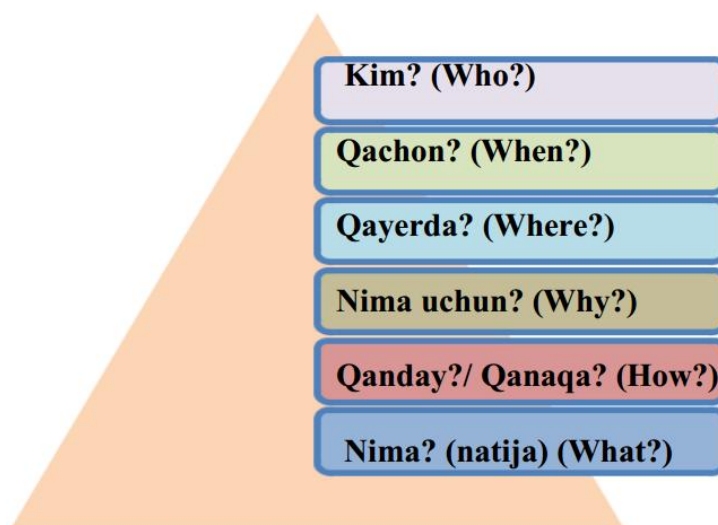 Kim? (Who?)
Qachon? (When?)
Qayerda? (Where?)
Nima uchun? (Why?)
Qanday?/ Qanaqa? (How?)
Nima? (natija) (What?)